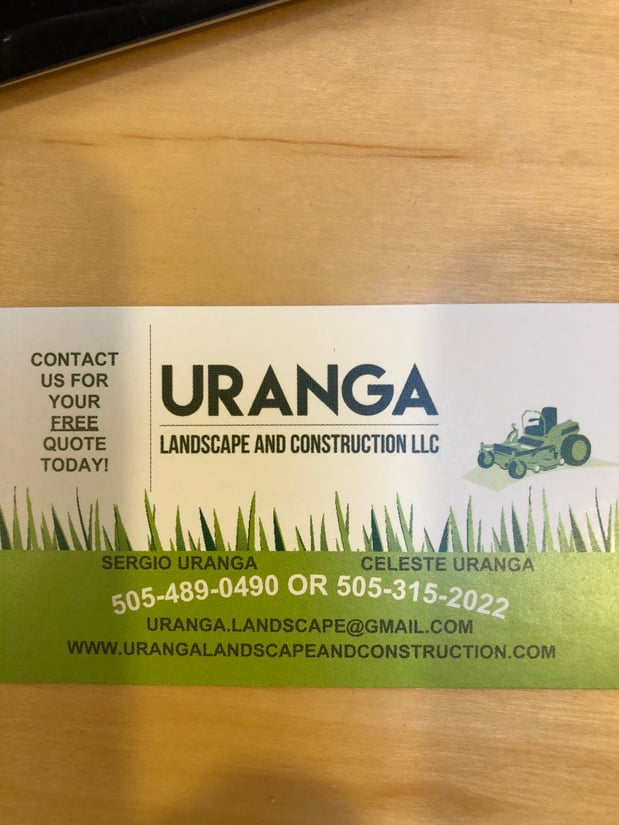 CONTACT
US FOR
YOUR
FREE
QUOTE
TODAY!
URANGA
LANDSCAPE AND CONSTRUCTION LLC
SERGIO URANGA CELESTE URANGA
505-489-0490 OR 505-315-2022
URANGA.LANDSCAPE@GMAIL.COM
WWW.URANGALANDSCAPEANDCONSTRUCTION.COM